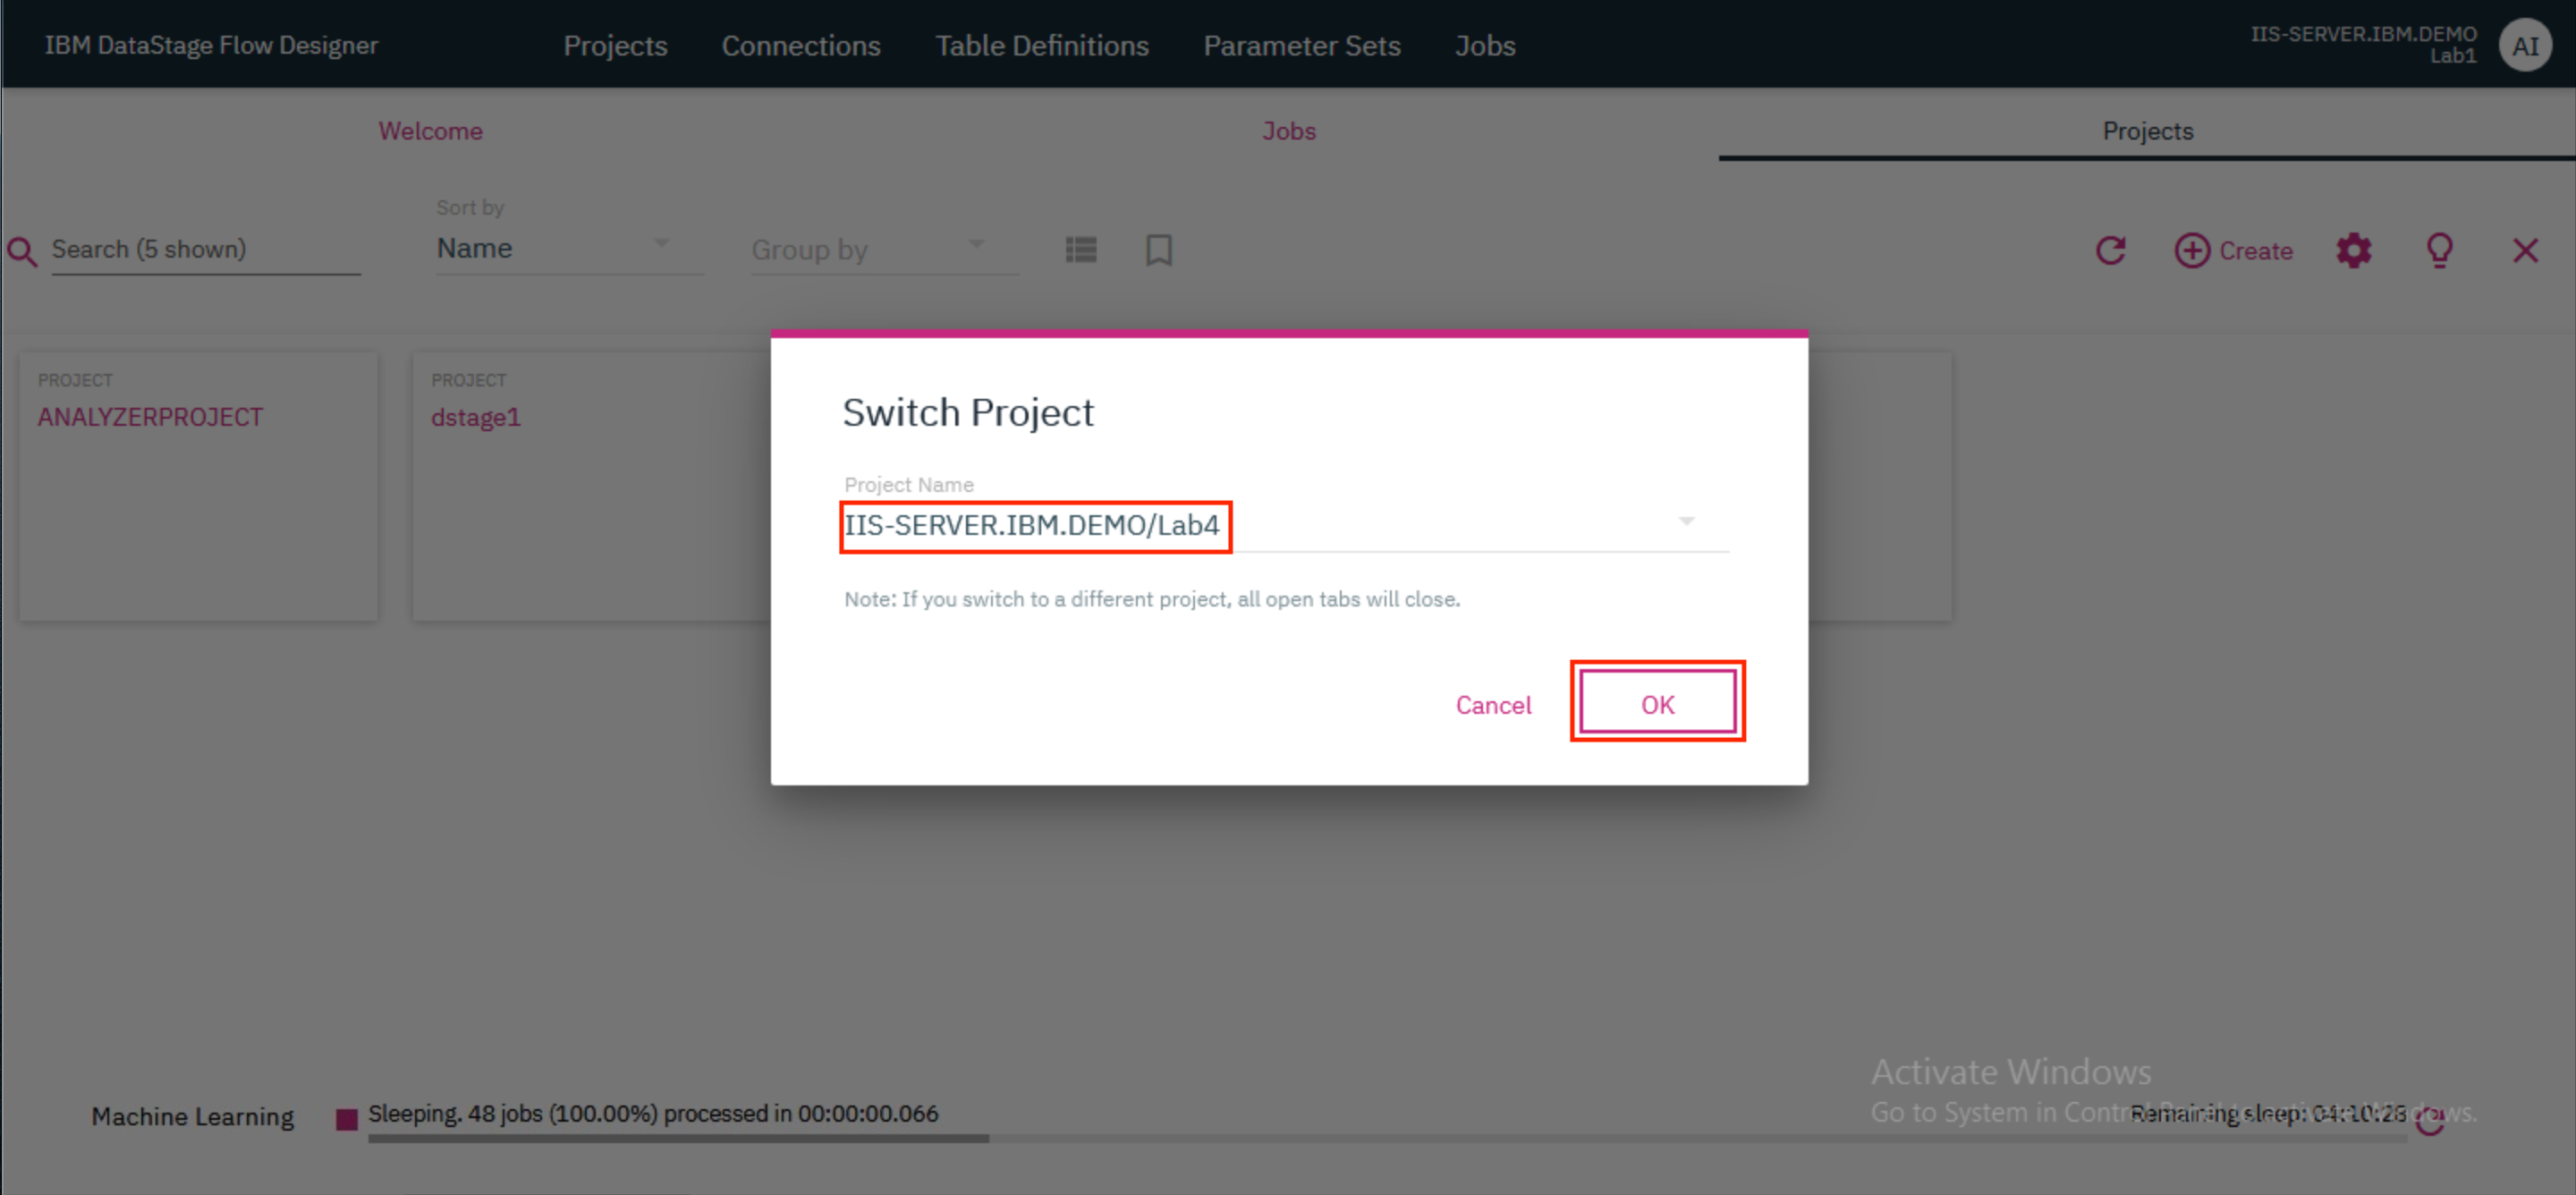 IBM DataStage Flow Designer
Projects
Connections
Table Definitions
Parameter Sets
Jobs
IIS-SERVER.IBM.DEMO
Lab1
AI
Welcome
Jobs
Projects
Search (5 shown)
Sort by
Name
Group by
Create
PROJECT
ANALYZERPROJECT
PROJECT
dstage1
Switch Project
Project Name
IIS-SERVER.IBM.DEMO/Lab4
Note: If you switch to a different project, all open tabs will close.
Cancel
OK
Activate Windows
Go to System in Control Panel to activate Windows.
Machine Learning
Sleeping. 48 jobs (100.00%) processed in 00:00:00.066
Remaining sleep: 04:10:28